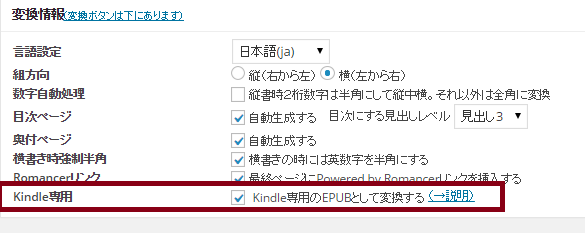 変換情報(変換ボタンは下にあります)
言語設定 日本語(ja)
組方向 縦(右から左) 横(左から右)
数字自動処理 縦書時2桁数字は半角にして縦中横。それ以外は全角に変換
目次ページ 自動生成する 目次にする見出しレベル 見出し3
奥付ページ 自動生成する
横書き時強制半角 横書きの時には英数字を半角にする
Romancerリンク 最終ページにPowered by Romancerリンクを挿入する
Kindle専用 Kindle専用のEPUBとして変換する (→説明)